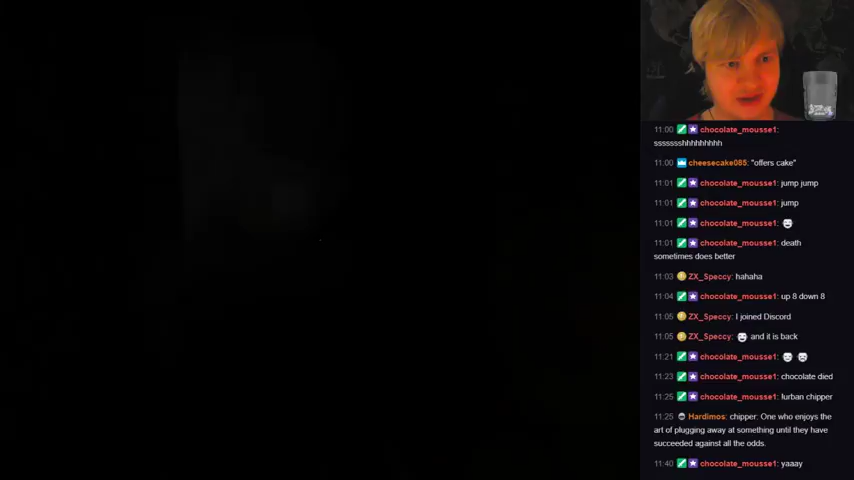 11:00 chocolate_mousse1:
sssssshhhhhhhhh
11:00 cheesecake085: "offers cake"
11:01 chocolate_mousse1: jump jump
11:01 chocolate_mousse1: jump
11:01 chocolate_mousse1:
11:01 chocolate_mousse1: death
sometimes does better
11:03 ZX_Speccy: hahaha
11:04 chocolate_mousse1: up 8 down 8
11:05 ZX_Speccy: I joined Discord
11:05 ZX_Speccy: and it is back
11:21 chocolate_mousse1:
11:23 chocolate_mousse1: chocolate died
11:25 chocolate_mousse1: !urban chipper
11:25 Hardimos: chipper: One who enjoys the
art of plugging away at something until they have
succeeded against all the odds.
11:40 chocolate_mousse1: yaaay